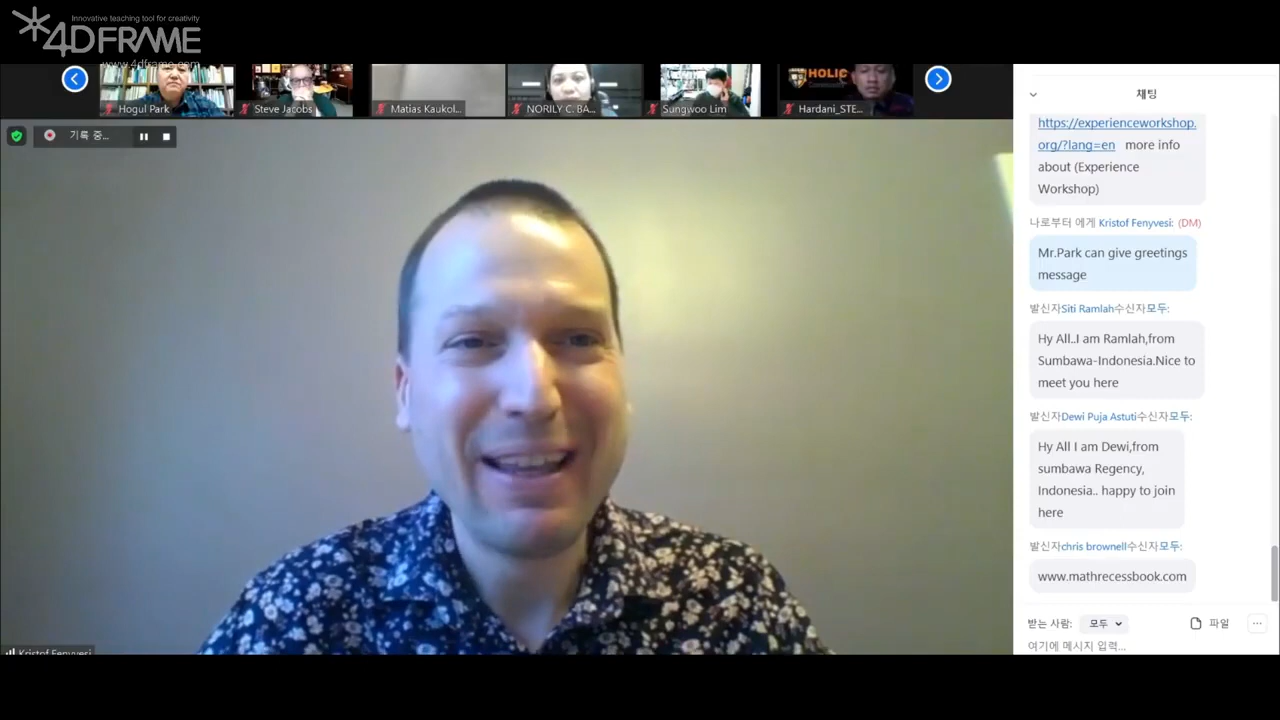 Innovative teaching tool for creativity
4DFRAME
www.4dframe.com
Hogul Park
Steve Jacobs
Matias Kaukol...
NORILY C. BA...
Sungwoo Lim
HOLIC
Hardani_STE...
기록 중...
채팅
https://experienceworkshop.
org/?lang=en more info
about (Experience
Workshop)
나로부터 에게 Kristof Fenyvesi: (DM)
Mr.Park can give greetings
message
발신자Siti Ramlah수신자모두:
Hy All..I am Ramlah,from
Sumbawa-Indonesia.Nice to
meet you here
발신자Dewi Puja Astuti수신자모두:
Hy All I am Dewi,from
sumbawa Regency,
Indonesia.. happy to join
here
발신자chris brownell수신자모두:
www.mathrecessbook.com
받는 사람: 모두
파일
여기에 메시지 입력...
Kristof Fenyvesi